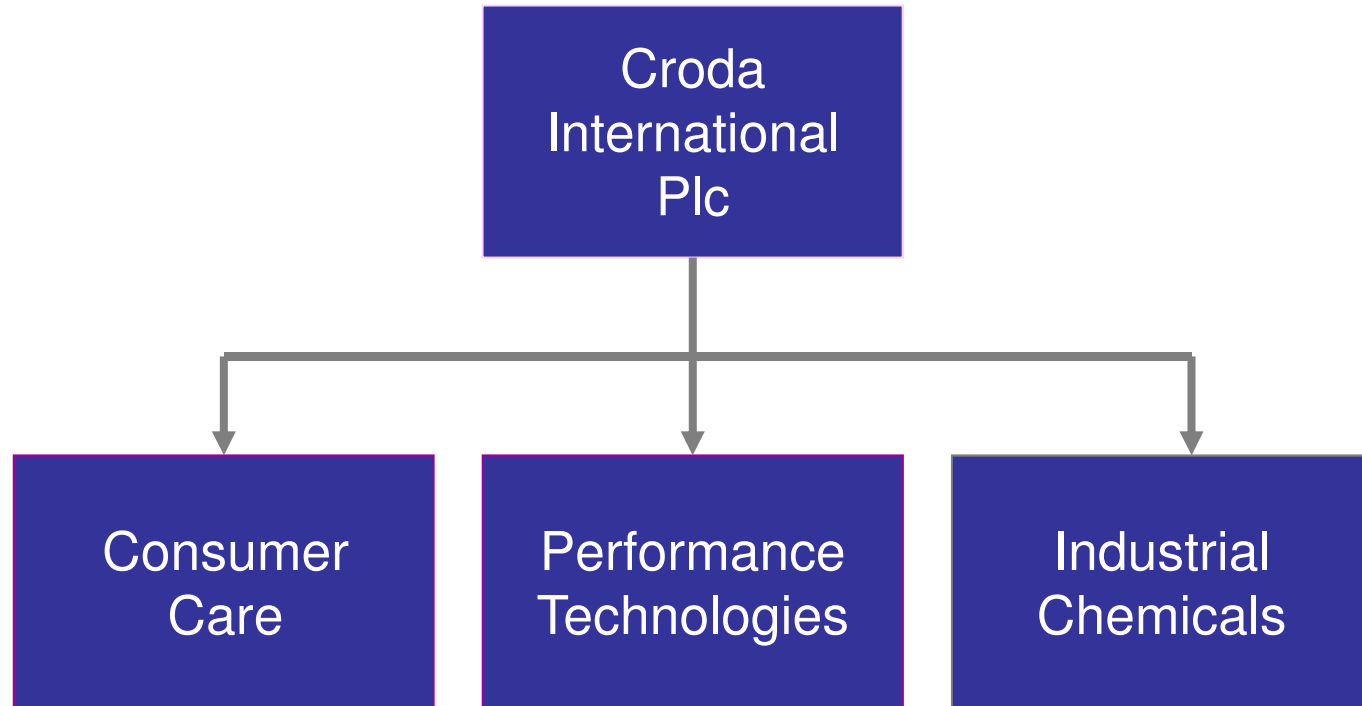 Croda
International
Plc
Consumer
Care
Performance
Technologies
Industrial
Chemicals